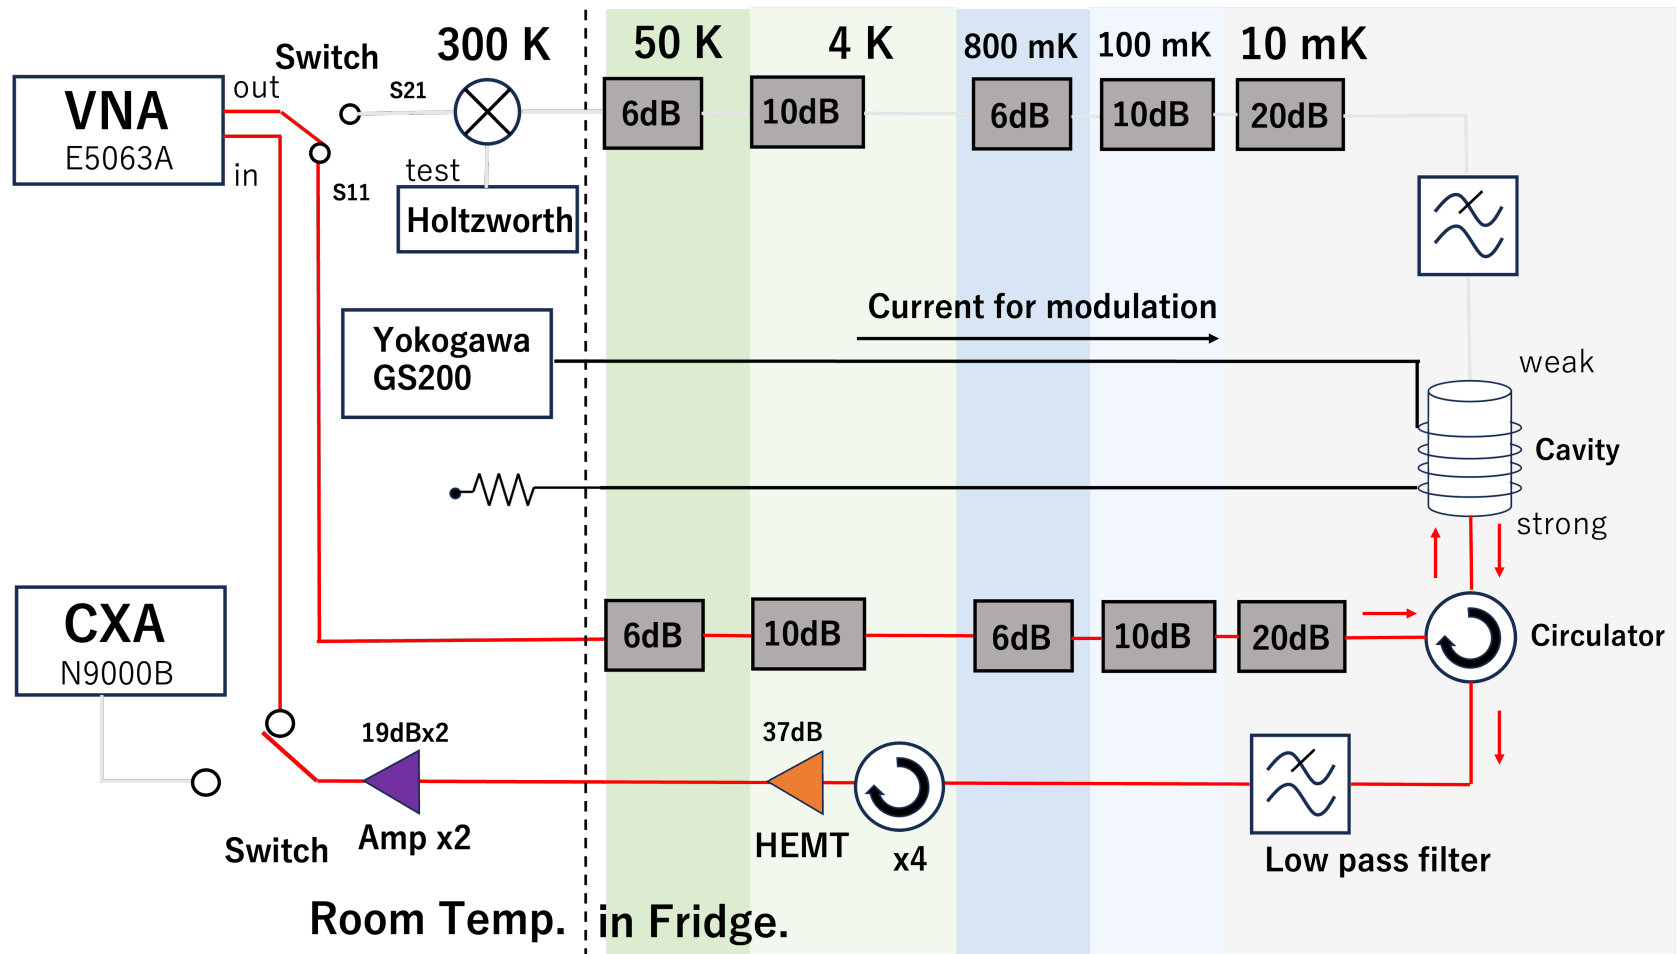 Switch
300 K
50 K
4 K
800 mK
100 mK
10 mK
VNA
E5063A
out
in
S21
S11
test
Holtzworth
6dB
10dB
6dB
10dB
20dB
Current for modulation
Yokogawa
GS200
weak
Cavity
strong
CXA
N9000B
6dB
10dB
6dB
10dB
20dB
Circulator
19dBx2
37dB
Amp x2
HEMT
x4
Low pass filter
Switch
Room Temp.
in Fridge.